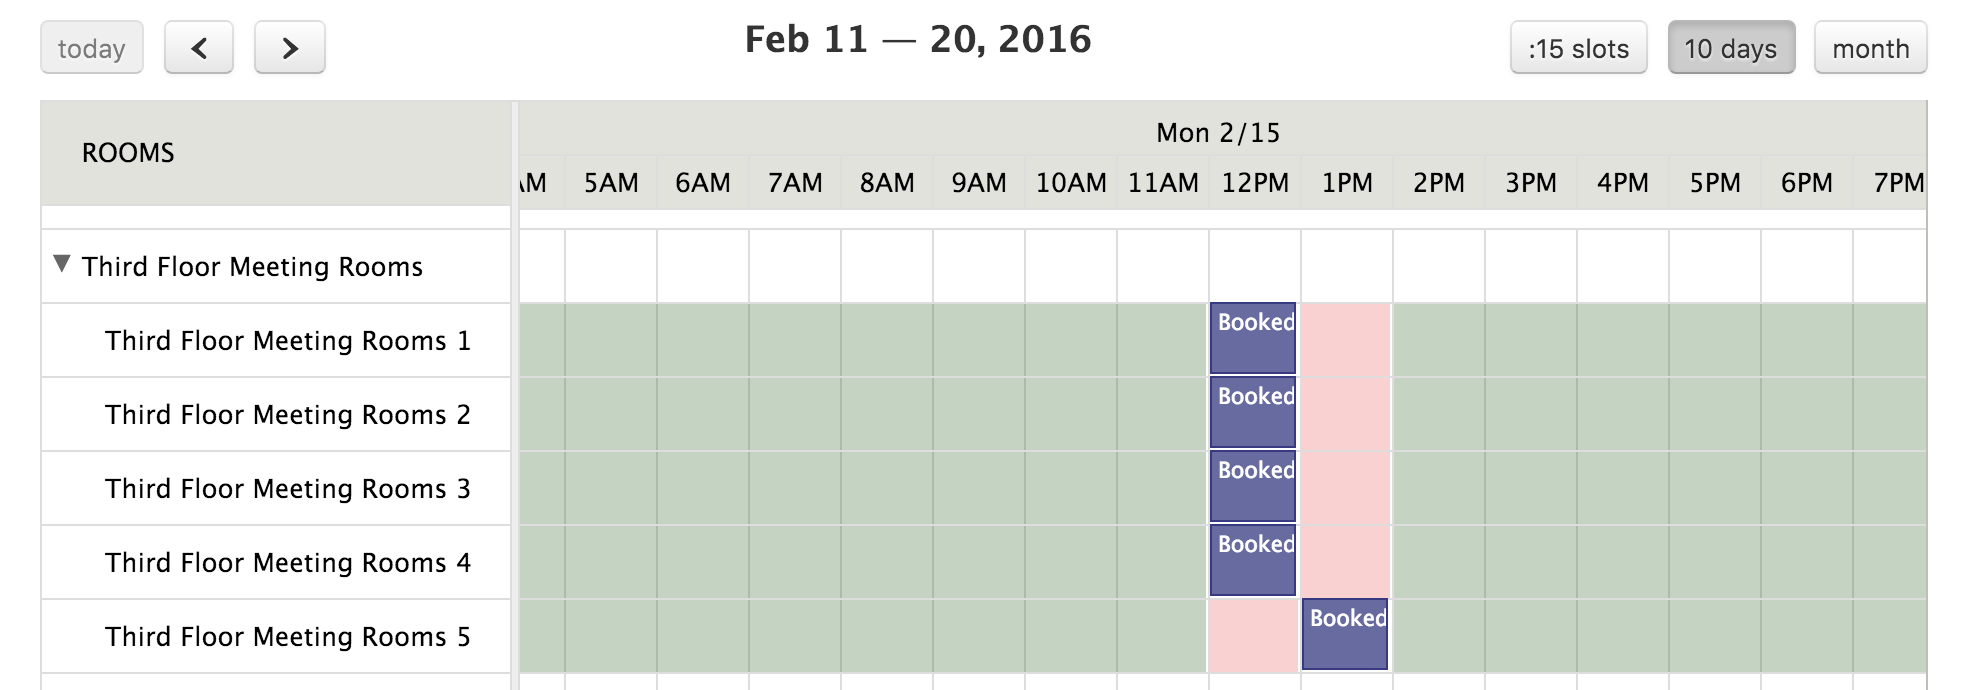 today < > Feb 11 — 20, 2016 :15 slots 10 days month
ROOMS
Mon 2/15
AM 5AM 6AM 7AM 8AM 9AM 10AM 11AM 12PM 1PM 2PM 3PM 4PM 5PM 6PM 7PM
▼ Third Floor Meeting Rooms
Third Floor Meeting Rooms 1 Booked
Third Floor Meeting Rooms 2 Booked
Third Floor Meeting Rooms 3 Booked
Third Floor Meeting Rooms 4 Booked
Third Floor Meeting Rooms 5 Booked